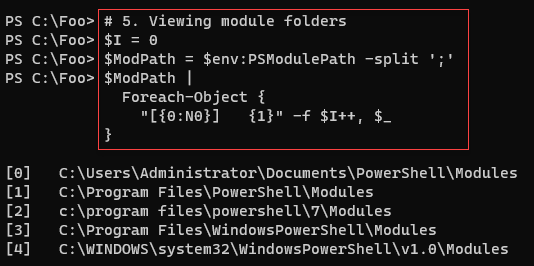 PS C:\Foo> # 5. Viewing module folders
PS C:\Foo> $I = 0
PS C:\Foo> $ModPath = $env:PSModulePath -split ';'
PS C:\Foo> $ModPath |
Foreach-Object {
"[{0:N0}]   {1}" -f $I++, $_
}
[0]   C:\Users\Administrator\Documents\PowerShell\Modules
[1]   C:\Program Files\PowerShell\Modules
[2]   c:\program files\powershell\7\Modules
[3]   C:\Program Files\WindowsPowerShell\Modules
[4]   C:\WINDOWS\system32\WindowsPowerShell\v1.0\Modules